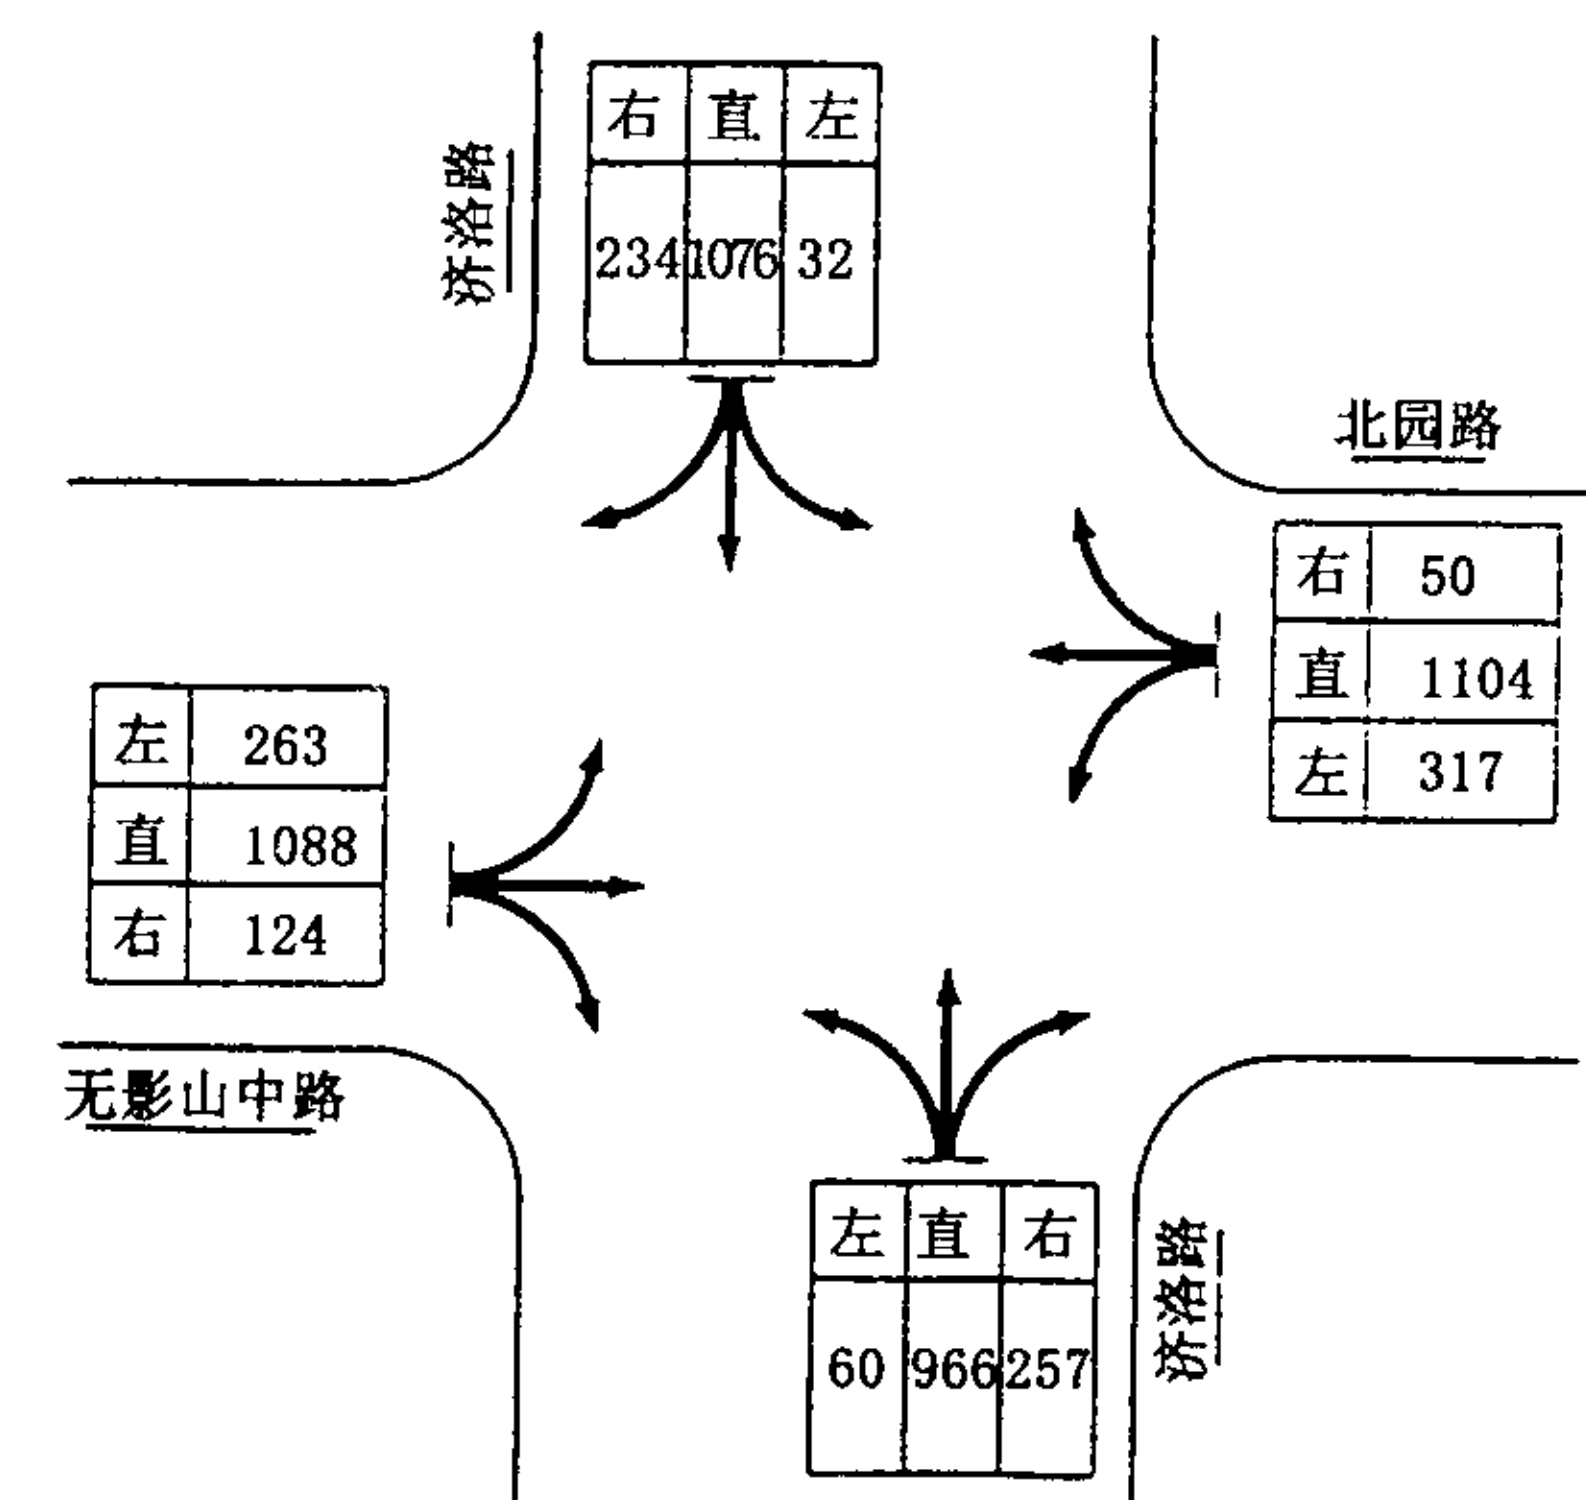 右 直 左
234 1076 32
济洛路
北园路
右 50
直 1104
左 317
左 263
直 1088
右 124
无影山中路
左 直 右
60 966 257
济洛路